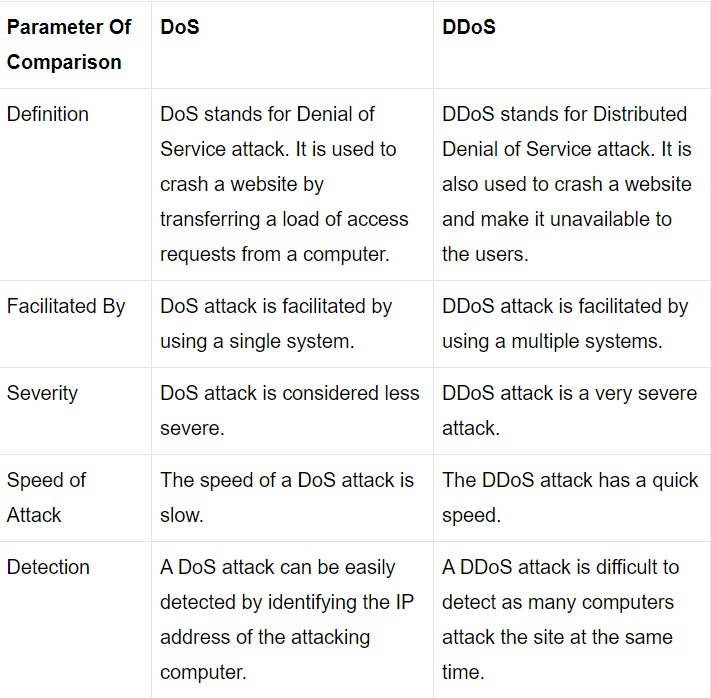 Parameter Of Comparison
DoS
DDoS
Definition
DoS stands for Denial of
Service attack. It is used to
crash a website by
transferring a load of access
requests from a computer.
DDoS stands for Distributed
Denial of Service attack. It is
also used to crash a website
and make it unavailable to
the users.
Facilitated By
DoS attack is facilitated by
using a single system.
DDoS attack is facilitated by
using a multiple systems.
Severity
DoS attack is considered less
severe.
DDoS attack is a very severe
attack.
Speed of
Attack
The speed of a DoS attack is
slow.
The DDoS attack has a quick
speed.
Detection
A DoS attack can be easily
detected by identifying the IP
address of the attacking
computer.
A DDoS attack is difficult to
detect as many computers
attack the site at the same
time.